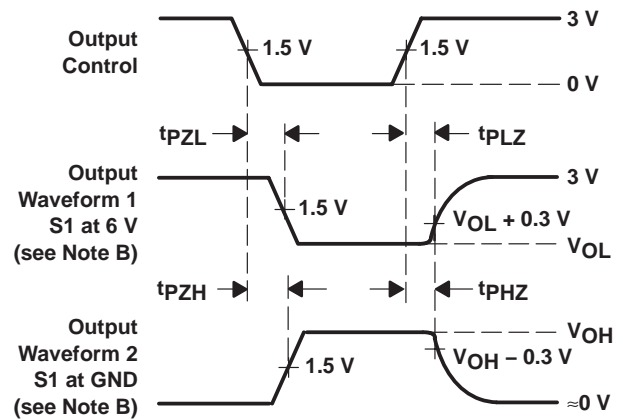 Output
Control
1.5 V
1.5 V
3 V
0 V
tPZL
tPLZ
Output
Waveform 1
S1 at 6 V
(see Note B)
1.5 V
3 V
VOL + 0.3 V
VOL
tPZH
tPHZ
Output
Waveform 2
S1 at GND
(see Note B)
1.5 V
VOH
VOH − 0.3 V
≈0 V